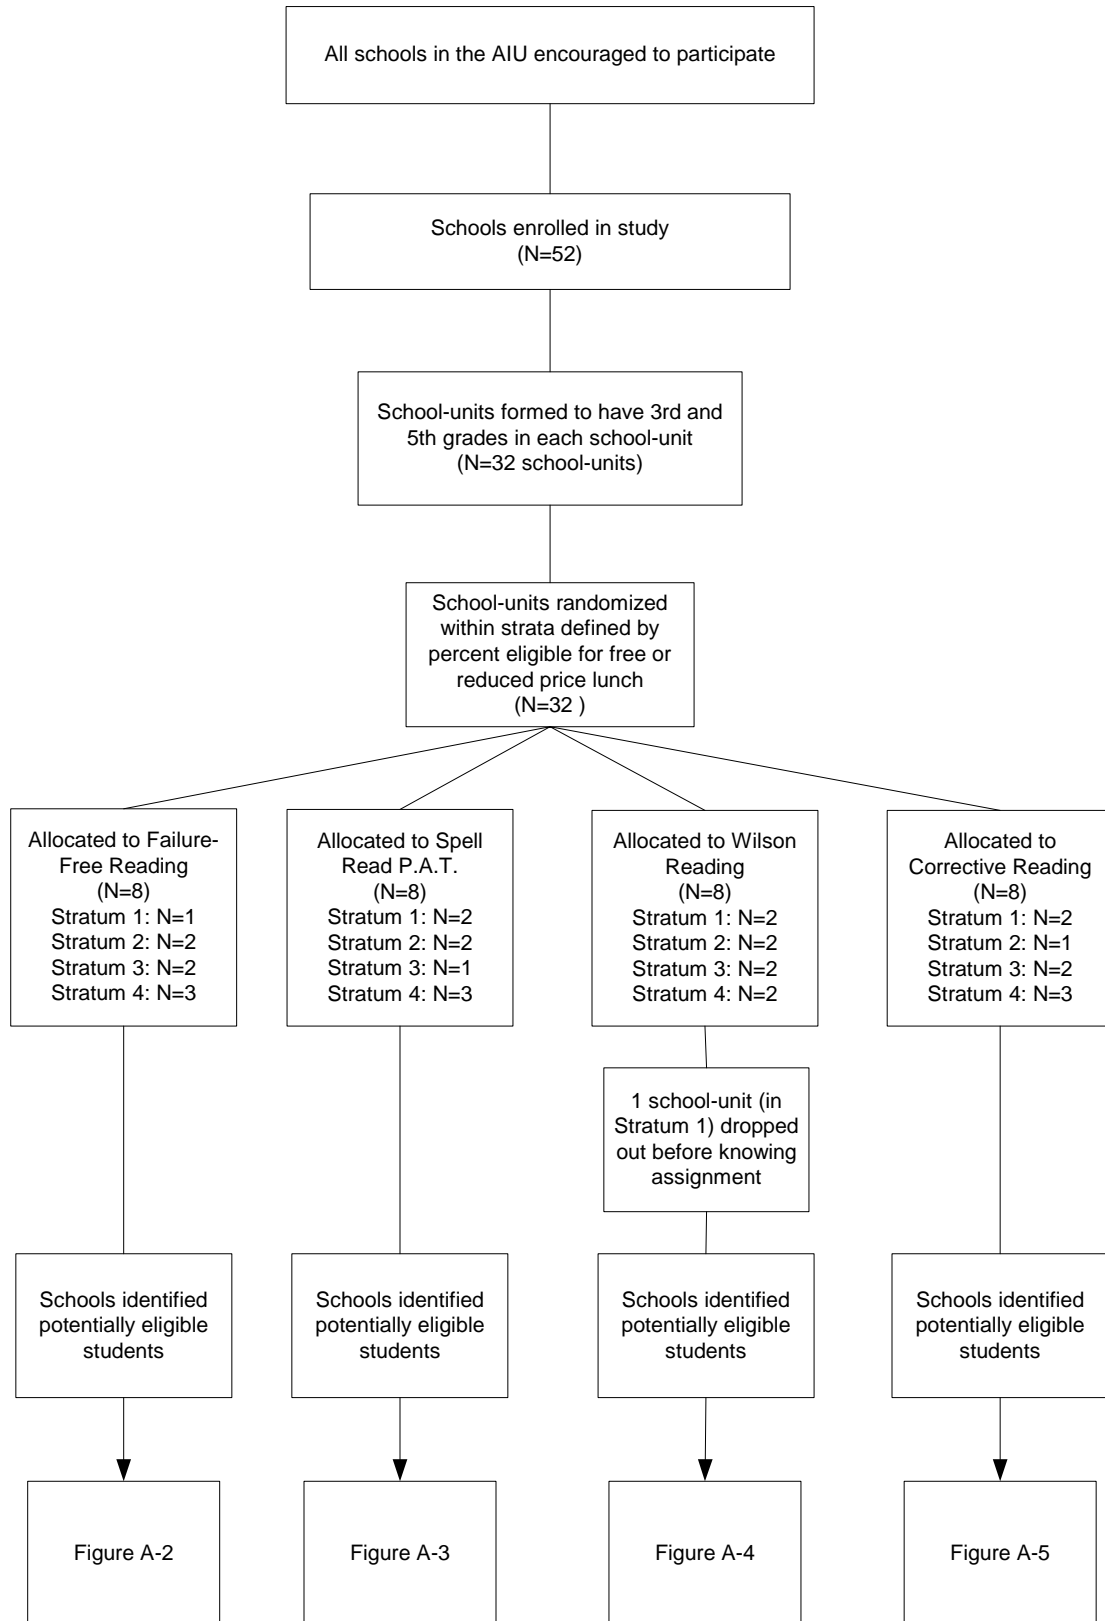 All schools in the AIU encouraged to participate
Schools enrolled in study
(N=52)
School-units formed to have 3rd and
5th grades in each school-unit
(N=32 school-units)
School-units randomized
within strata defined by
percent eligible for free or
reduced price lunch
(N=32 )
Allocated to Failure-
Free Reading
(N=8)
Stratum 1: N=1
Stratum 2: N=2
Stratum 3: N=2
Stratum 4: N=3
Allocated to Spell
Read P.A.T.
(N=8)
Stratum 1: N=2
Stratum 2: N=2
Stratum 3: N=1
Stratum 4: N=3
Allocated to Wilson
Reading
(N=8)
Stratum 1: N=2
Stratum 2: N=2
Stratum 3: N=2
Stratum 4: N=2
Allocated to
Corrective Reading
(N=8)
Stratum 1: N=2
Stratum 2: N=1
Stratum 3: N=2
Stratum 4: N=3
1 school-unit (in
Stratum 1) dropped
out before knowing
assignment
Schools identified
potentially eligible
students
Schools identified
potentially eligible
students
Schools identified
potentially eligible
students
Schools identified
potentially eligible
students
Figure A-2
Figure A-3
Figure A-4
Figure A-5